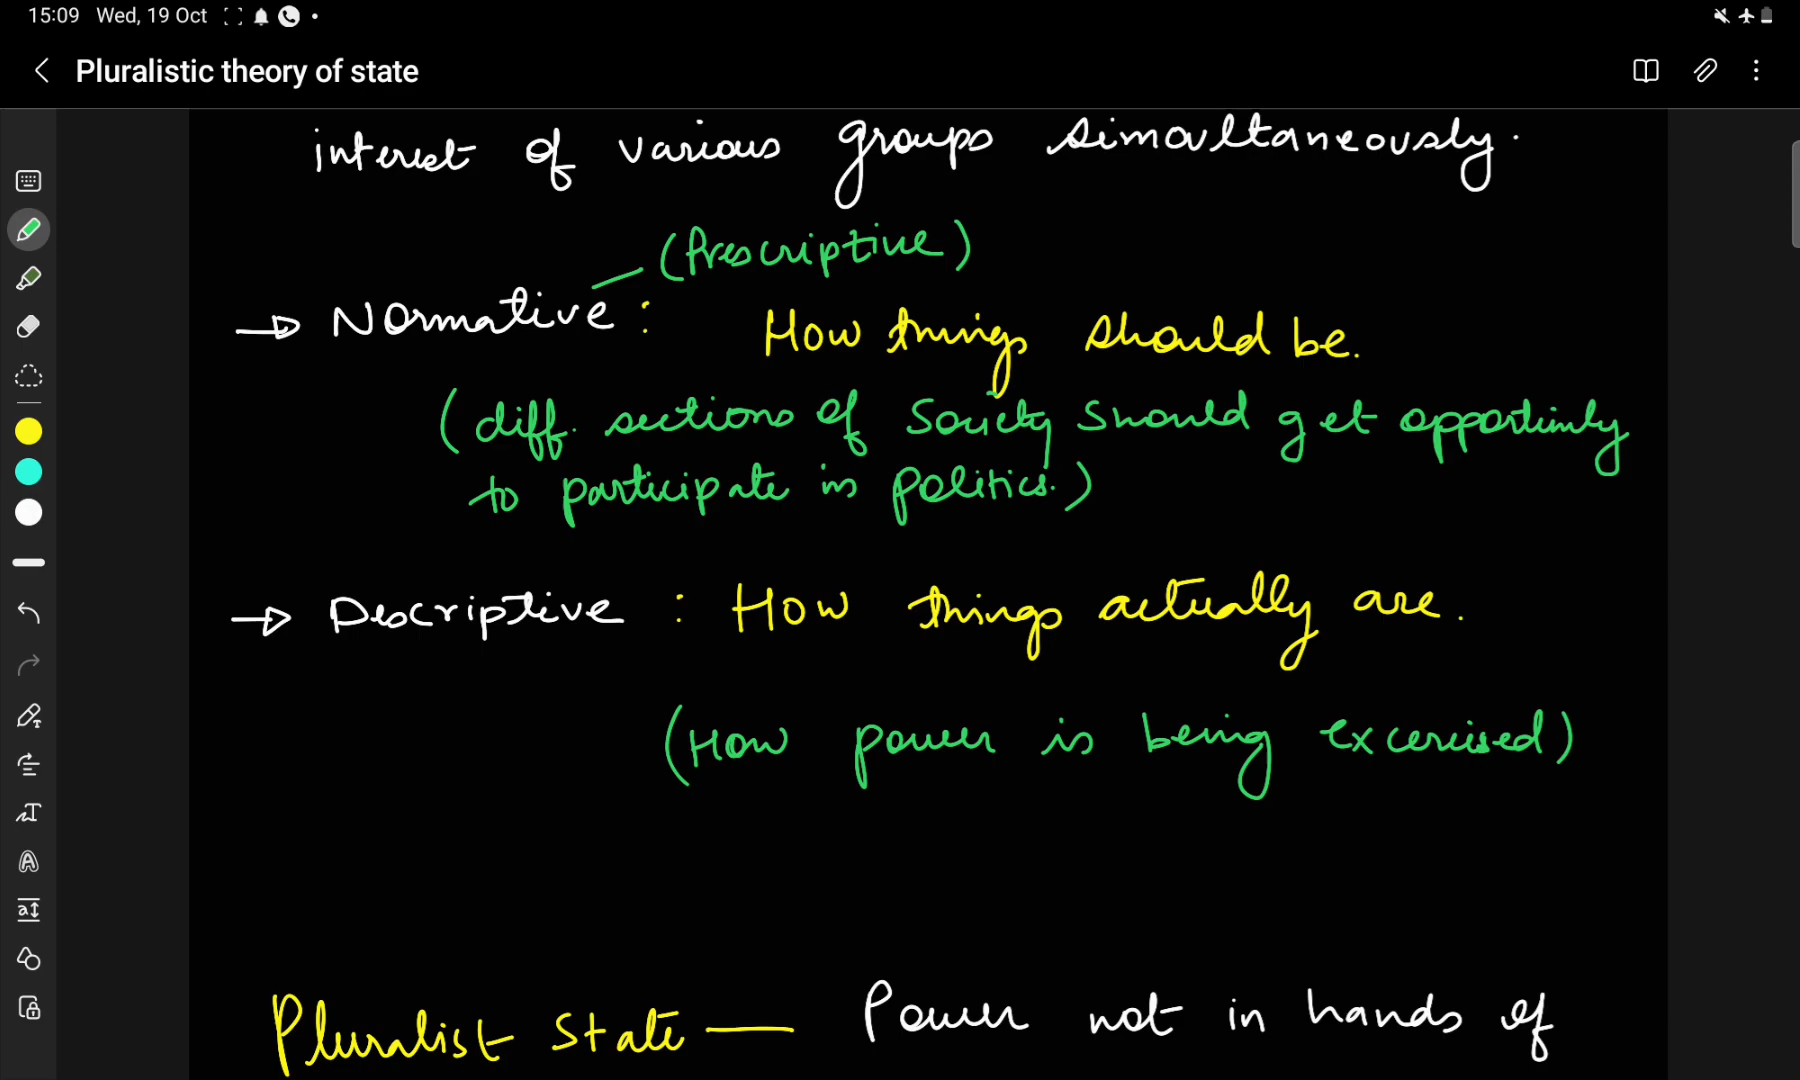 15:09 Wed, 19 Oct
Pluralistic theory of state
interest of various groups simoultaneously.
(Prescriptive)
→ Normative : How things should be.
(diff. sections of Society should get opportunity
to participate in politics.)
→ Descriptive : How things actually are.
(How power is being excercised)
Pluralist State — Power not in hands of